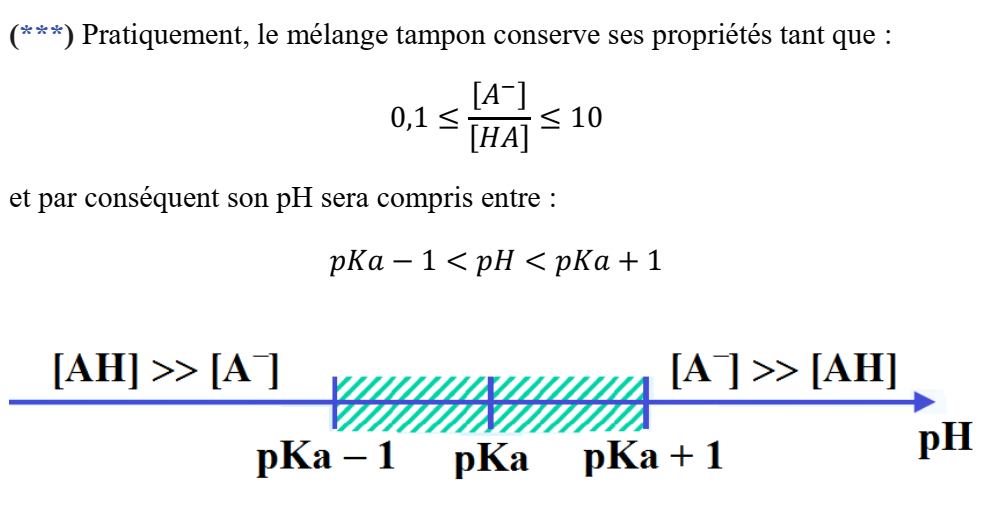 (***) Pratiquement, le mélange tampon conserve ses propriétés tant que :
0,1 ≤ [A⁻] / [HA] ≤ 10
et par conséquent son pH sera compris entre :
pKa − 1 < pH < pKa + 1
[AH] >> [A⁻] [A⁻] >> [AH]
pKa – 1 pKa pKa + 1 pH